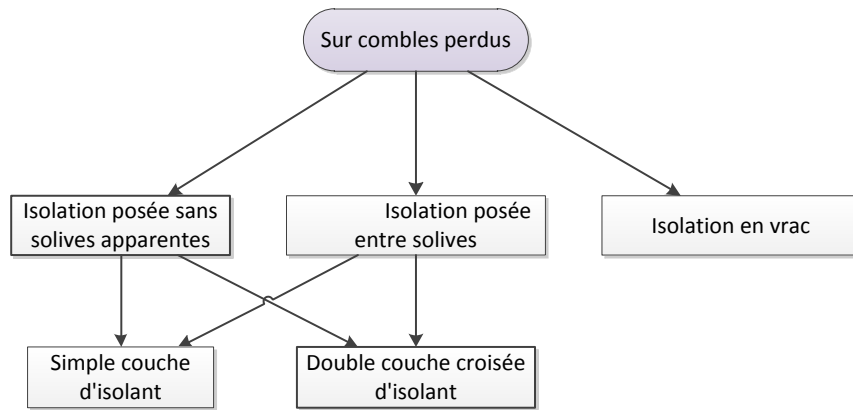 Sur combles perdus
Isolation posée sans
solives apparentes
Isolation posée
entre solives
Isolation en vrac
Simple couche
d'isolant
Double couche croisée
d'isolant